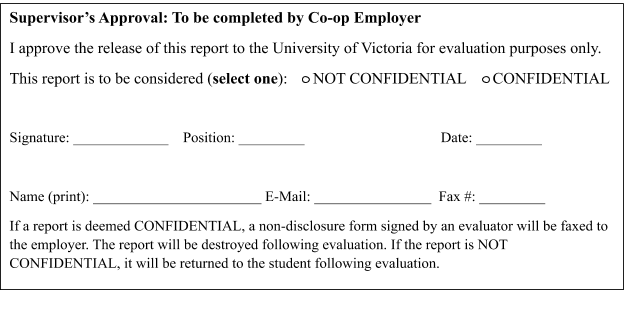 Supervisor's Approval: To be completed by Co-op Employer
I approve the release of this report to the University of Victoria for evaluation purposes only.
This report is to be considered (select one): ○ NOT CONFIDENTIAL ○ CONFIDENTIAL
Signature: _____________ Position: _________ Date: _________
Name (print): _______________________ E-Mail: ________________ Fax #: _________
If a report is deemed CONFIDENTIAL, a non-disclosure form signed by an evaluator will be faxed to
the employer. The report will be destroyed following evaluation. If the report is NOT
CONFIDENTIAL, it will be returned to the student following evaluation.